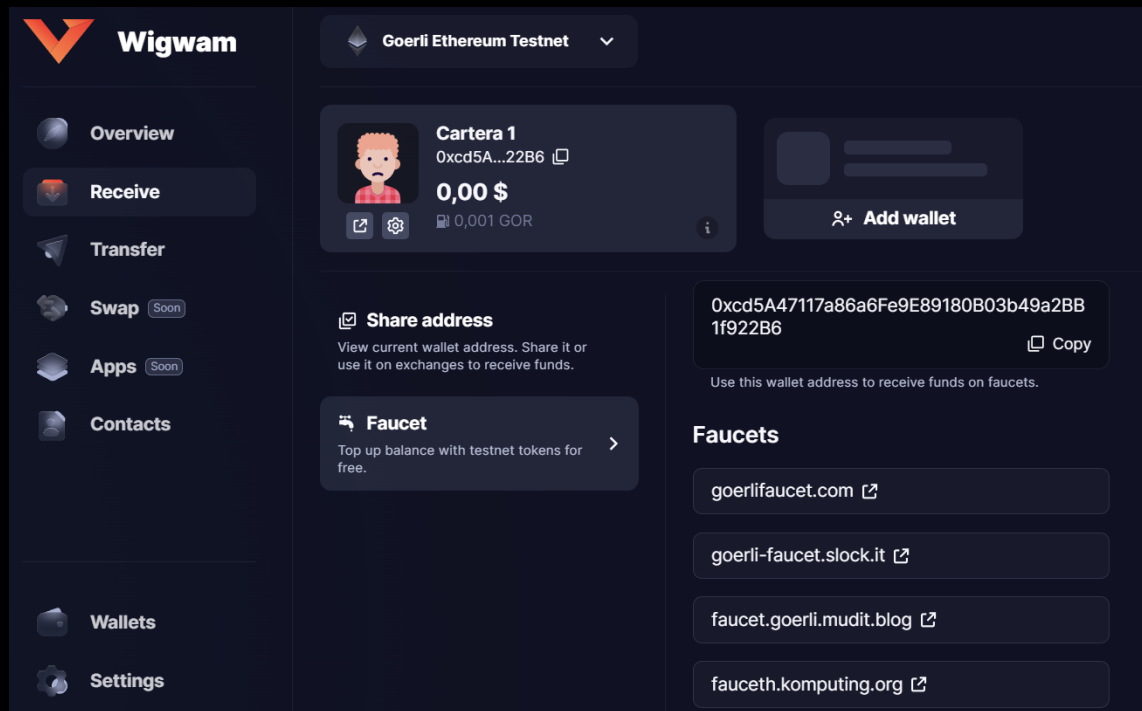 Wigwam
Overview
Receive
Transfer
Swap Soon
Apps Soon
Contacts
Wallets
Settings
Goerli Ethereum Testnet
Cartera 1
0xcd5A...22B6
0,00 $
0,001 GOR
i
Add wallet
Share address
View current wallet address. Share it or
use it on exchanges to receive funds.
Faucet
Top up balance with testnet tokens for
free.
0xcd5A47117a86a6Fe9E89180B03b49a2BB
1f922B6
Copy
Use this wallet address to receive funds on faucets.
Faucets
goerlifaucet.com
goerli-faucet.slock.it
faucet.goerli.mudit.blog
fauceth.komputing.org